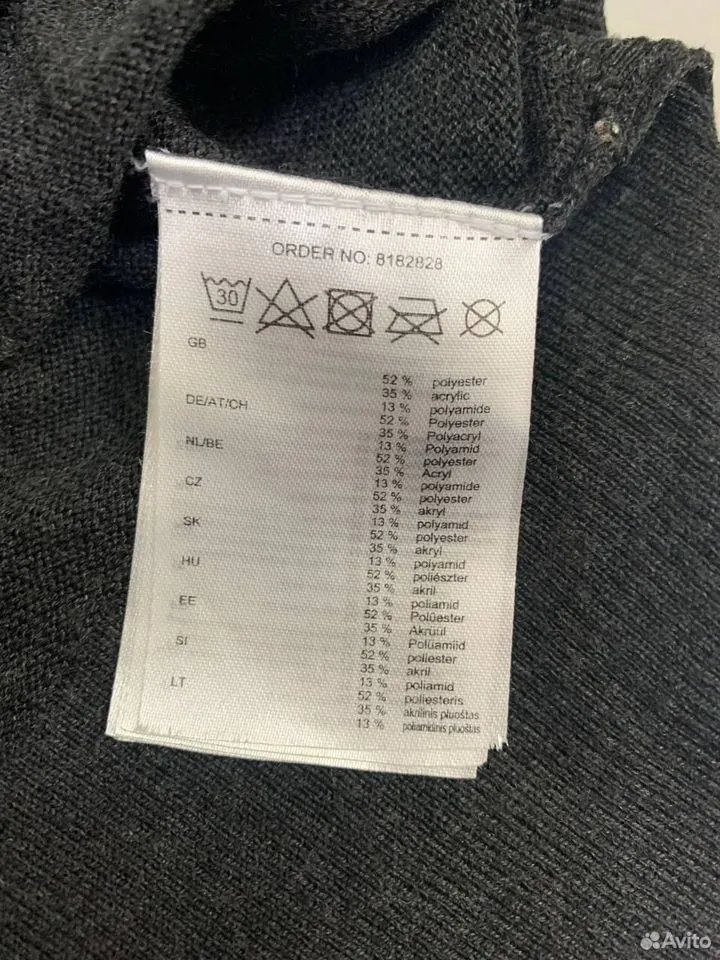 ORDER NO: 8182828
30
GB
52 % polyester
35 % acrylic
13 % polyamide
DE/AT/CH
52 % Polyester
35 % Polyacryl
13 % Polyamid
NL/BE
52 % polyester
35 % Acryl
13 % polyamide
CZ
52 % polyester
35 % akryl
13 % polyamid
SK
52 % polyester
35 % akryl
13 % polyamid
HU
52 % poliészter
35 % akril
13 % poliamid
EE
52 % Polüester
35 % Akrüül
13 % Polüamiid
SI
52 % poliester
35 % akril
13 % poliamid
LT
52 % poliesteris
35 % akrilinis pluoštas
13 % poliamidinis pluoštas
Avito